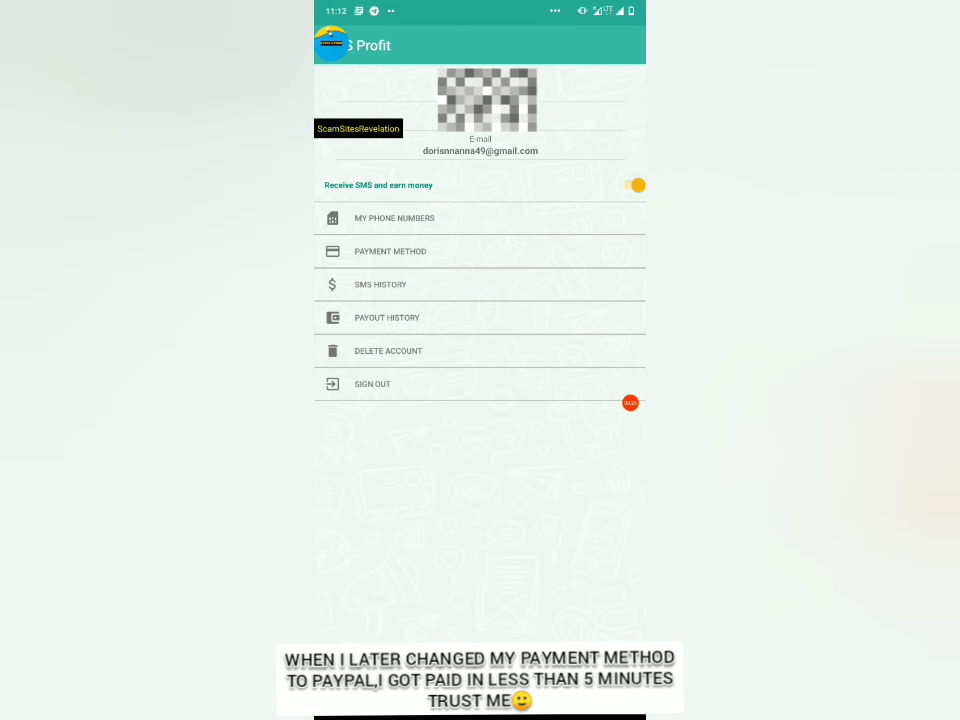 11:12
LTE
S Profit
ScamSitesRevelation
E-mail
dorisnnanna49@gmail.com
Receive SMS and earn money
MY PHONE NUMBERS
PAYMENT METHOD
SMS HISTORY
PAYOUT HISTORY
DELETE ACCOUNT
SIGN OUT
WHEN I LATER CHANGED MY PAYMENT METHOD
TO PAYPAL,I GOT PAID IN LESS THAN 5 MINUTES
TRUST ME🙂